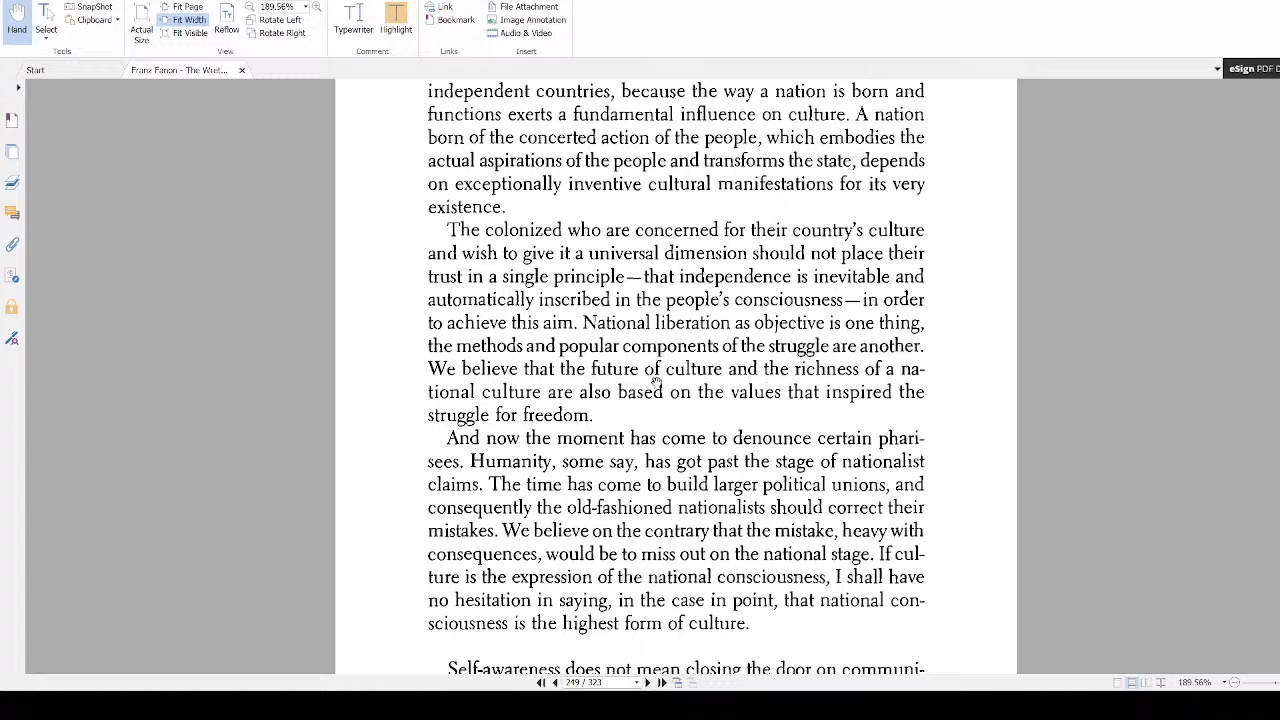 Hand
Select
SnapShot
Clipboard
Tools
Actual
Size
Fit Page
Fit Width
Fit Visible
Reflow
189.56%
Rotate Left
Rotate Right
View
Typewriter
Highlight
Comment
Link
Bookmark
Links
File Attachment
Image Annotation
Audio & Video
Insert
Start
Franz Fanon - The Wret...
eSign PDF D
independent countries, because the way a nation is born and
functions exerts a fundamental influence on culture. A nation
born of the concerted action of the people, which embodies the
actual aspirations of the people and transforms the state, depends
on exceptionally inventive cultural manifestations for its very
existence.
The colonized who are concerned for their country's culture
and wish to give it a universal dimension should not place their
trust in a single principle—that independence is inevitable and
automatically inscribed in the people's consciousness—in order
to achieve this aim. National liberation as objective is one thing,
the methods and popular components of the struggle are another.
We believe that the future of culture and the richness of a na-
tional culture are also based on the values that inspired the
struggle for freedom.
And now the moment has come to denounce certain phari-
sees. Humanity, some say, has got past the stage of nationalist
claims. The time has come to build larger political unions, and
consequently the old-fashioned nationalists should correct their
mistakes. We believe on the contrary that the mistake, heavy with
consequences, would be to miss out on the national stage. If cul-
ture is the expression of the national consciousness, I shall have
no hesitation in saying, in the case in point, that national con-
sciousness is the highest form of culture.
Self-awareness does not mean closing the door on communi-
249 / 323
189.56%